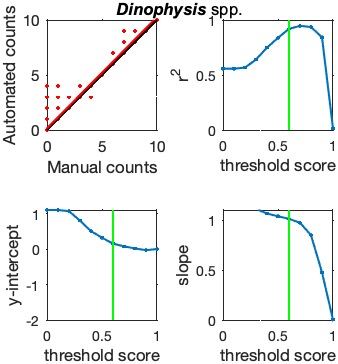 Dinophysis spp.
Automated counts
10
5
0
0 5 10
Manual counts
r2
1
0.5
0
0 0.5 1
threshold score
y-intercept
1
0
-1
-2
0 0.5 1
threshold score
slope
1
0.5
0
0 0.5 1
threshold score